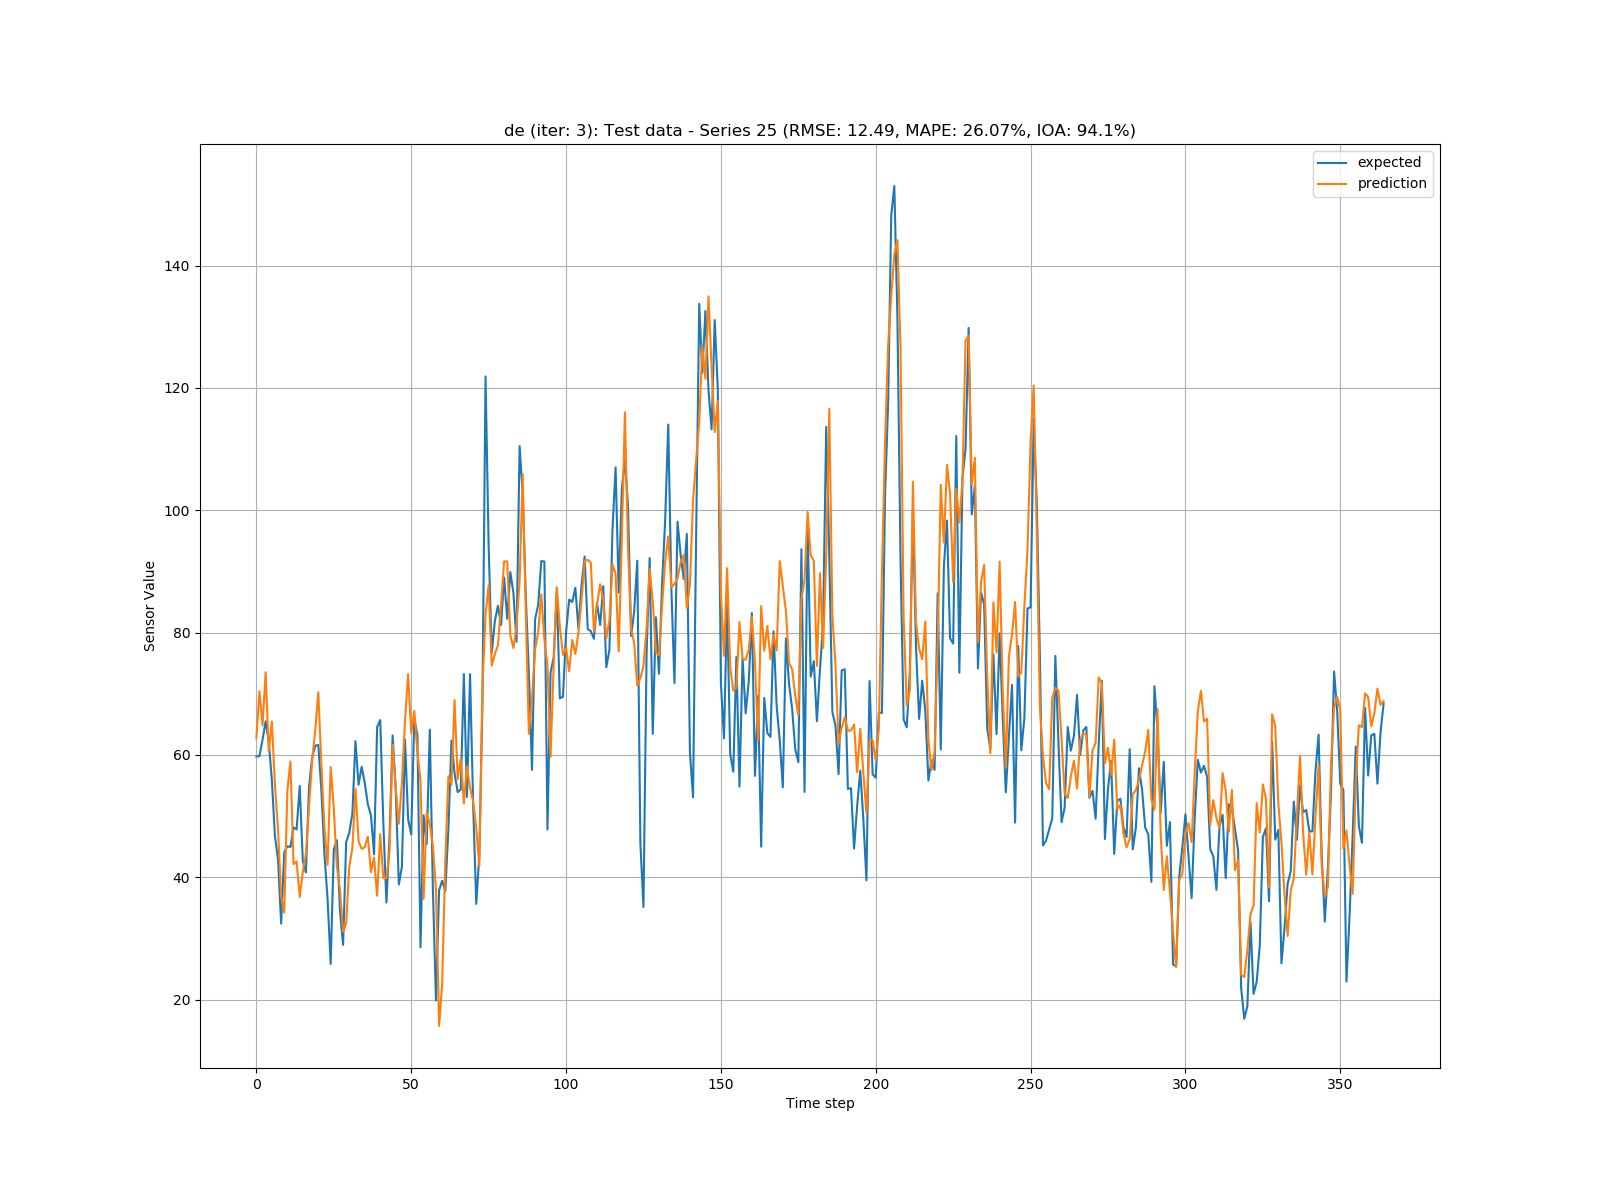 de (iter: 3): Test data - Series 25 (RMSE: 12.49, MAPE: 26.07%, IOA: 94.1%)
expected
prediction
Sensor Value
140
120
100
80
60
40
20
0 50 100 150 200 250 300 350
Time step